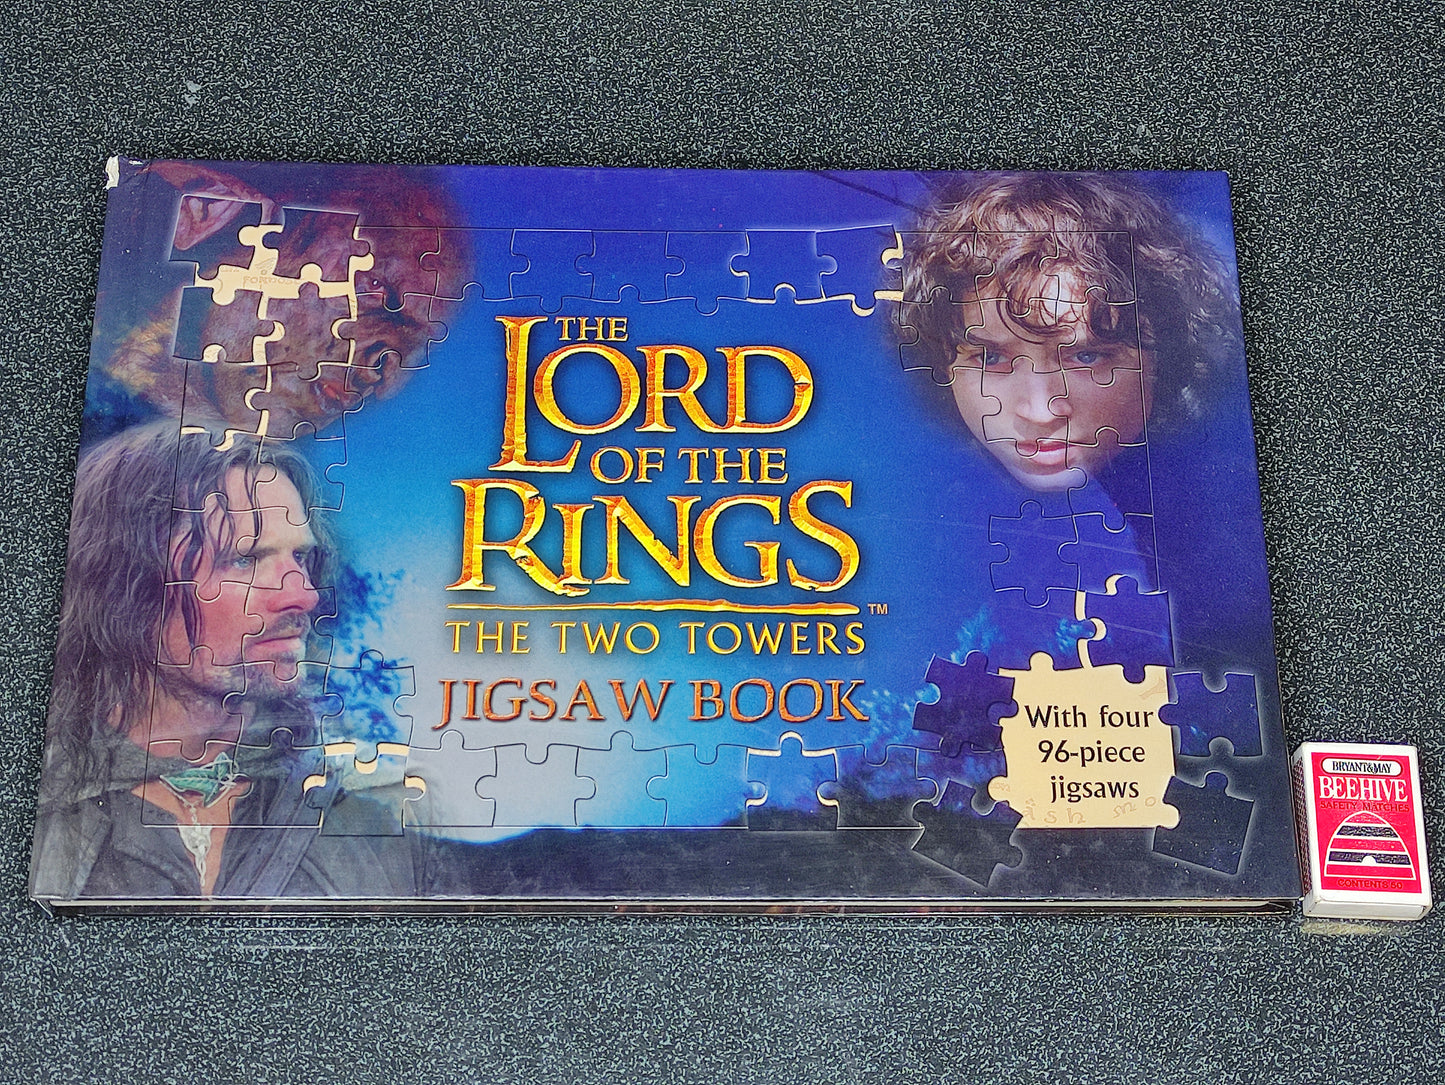 THE
LORD
OF THE
RINGS
™
THE TWO TOWERS
JIGSAW BOOK
With four
96-piece
jigsaws
BRYANT&MAY
BEEHIVE
SAFETY MATCHES
CONTENTS 50